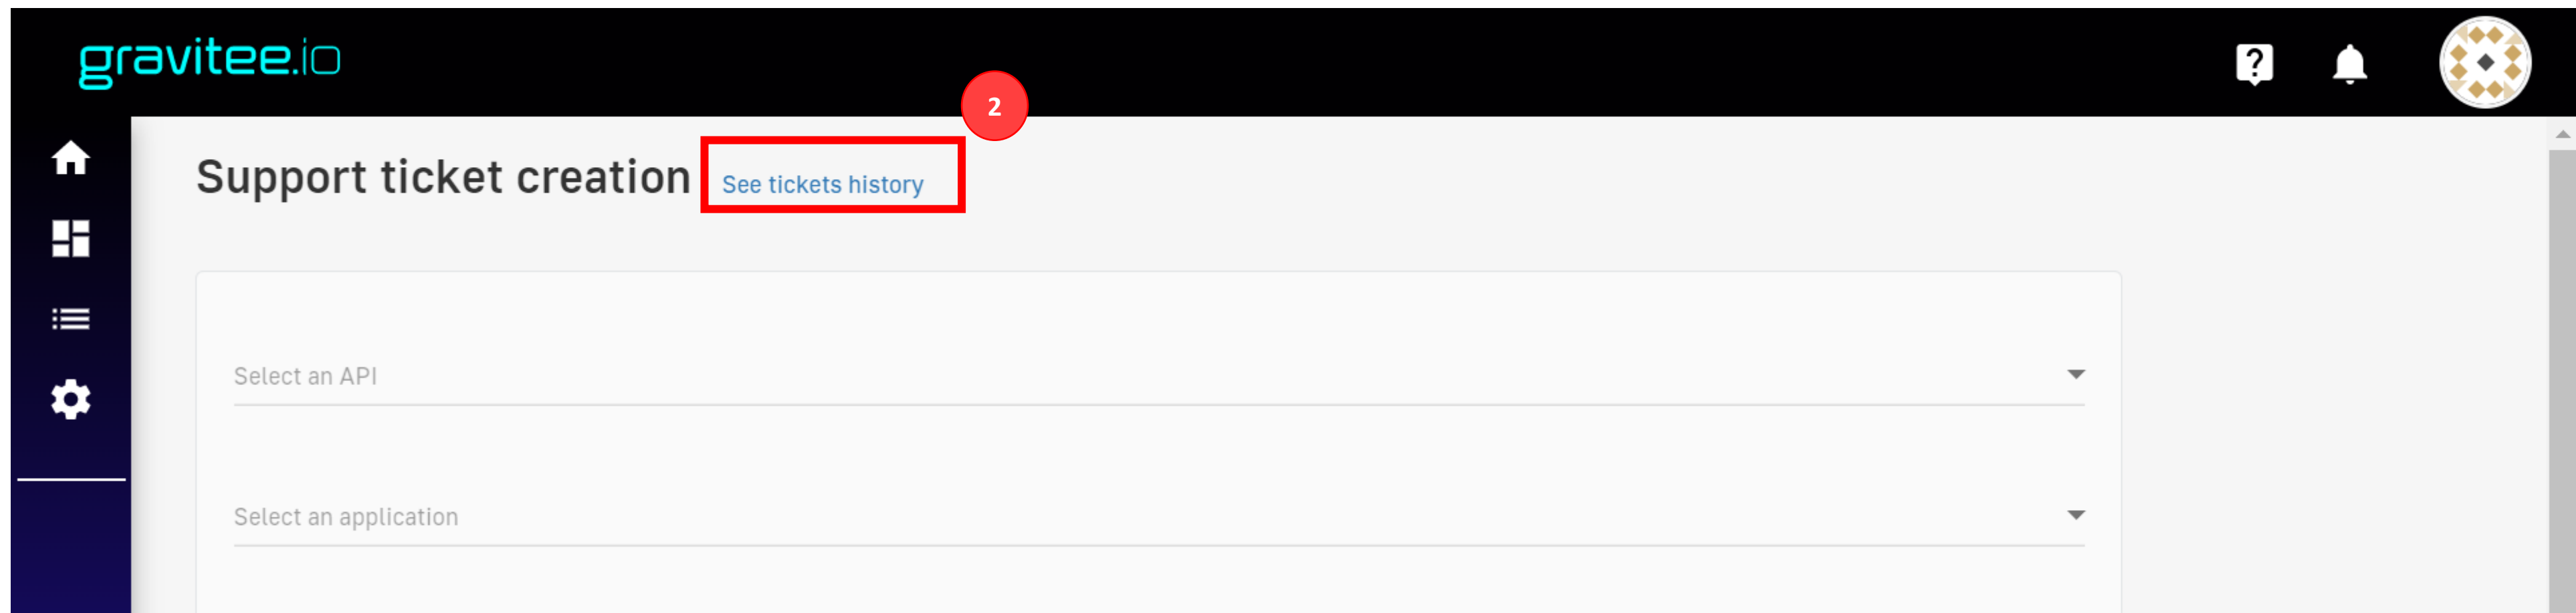 gravitee.io
?
2
Support ticket creation See tickets history
Select an API
Select an application